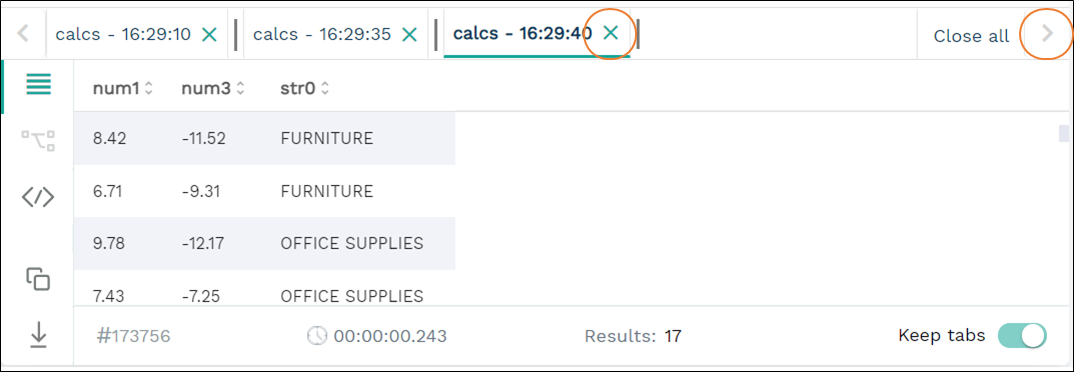 calcs - 16:29:10 calcs - 16:29:35 calcs - 16:29:40 Close all
num1 num3 str0
8.42 -11.52 FURNITURE
6.71 -9.31 FURNITURE
9.78 -12.17 OFFICE SUPPLIES
7.43 -7.25 OFFICE SUPPLIES
#173756 00:00:00.243 Results: 17 Keep tabs